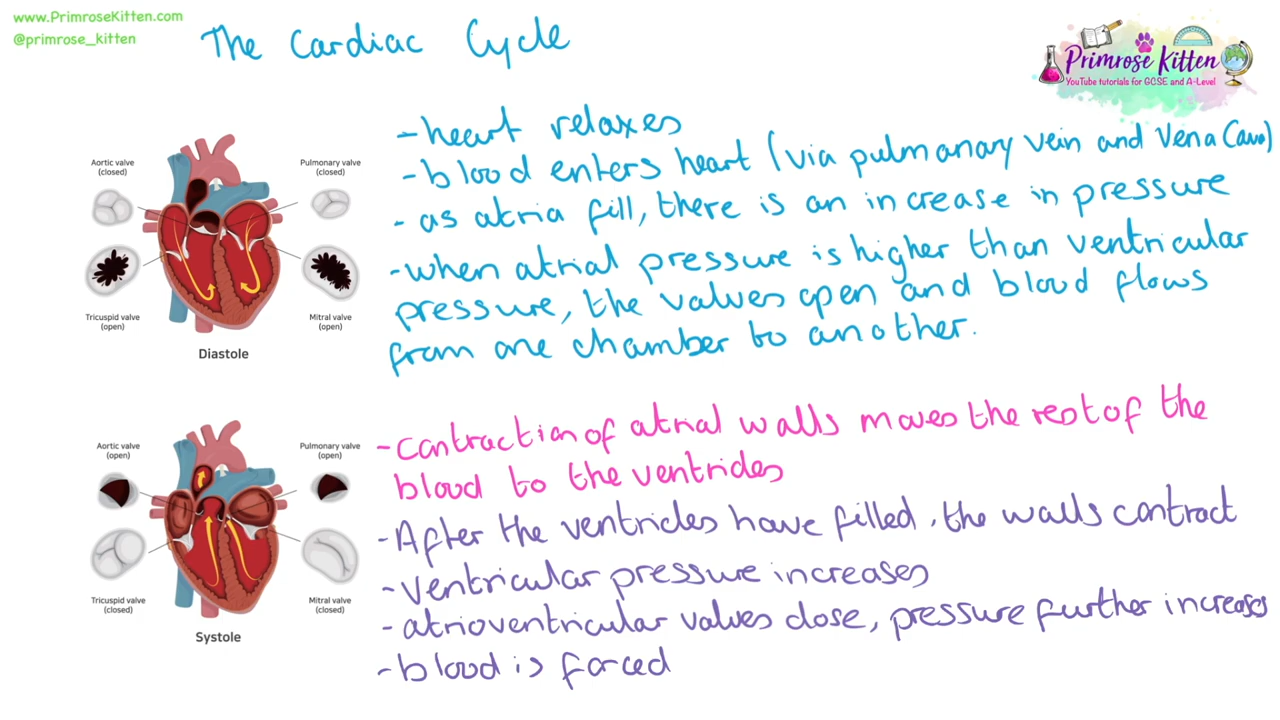 www.PrimroseKitten.com
@primrose_kitten
The Cardiac Cycle
Primrose Kitten
YouTube tutorials for GCSE and A-Level
- heart relaxes
- blood enters heart (via pulmonary vein and Vena Cava)
- as atria fill, there is an increase in pressure
- when atrial pressure is higher than ventricular
pressure, the valves open and blood flows
from one chamber to another.
Aortic valve
(closed)
Pulmonary valve
(closed)
Tricuspid valve
(open)
Mitral valve
(open)
Diastole
- Contraction of atrial walls moves the rest of the
blood to the ventricles
- After the ventricles have filled, the walls contract
- ventricular pressure increases
- atrioventricular valves close, pressure further increases
- blood is forced
Aortic valve
(open)
Pulmonary valve
(open)
Tricuspid valve
(closed)
Mitral valve
(closed)
Systole